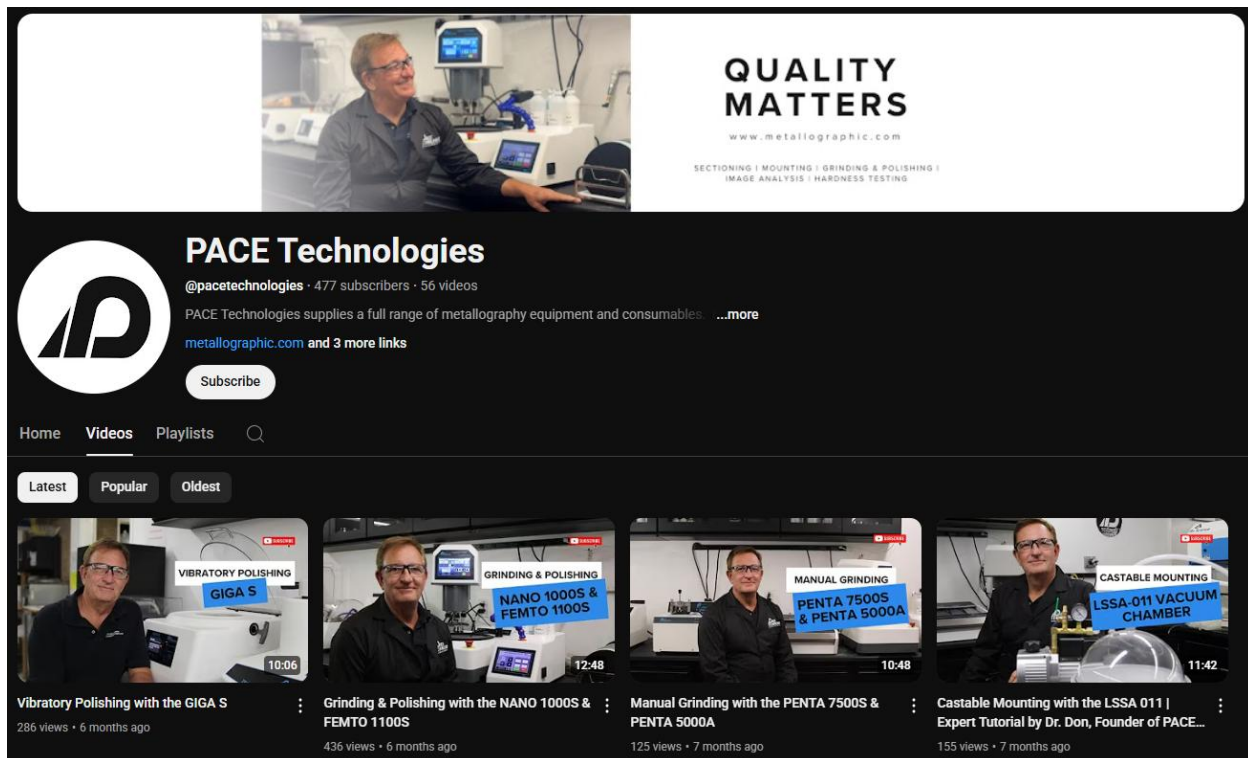 QUALITY
MATTERS
www.metallographic.com
SECTIONING | MOUNTING | GRINDING & POLISHING |
IMAGE ANALYSIS | HARDNESS TESTING
PACE Technologies
@pacetechnologies · 477 subscribers · 56 videos
PACE Technologies supplies a full range of metallography equipment and consumables. ...more
metallographic.com and 3 more links
Subscribe
Home Videos Playlists
Latest Popular Oldest
SUBSCRIBE
VIBRATORY POLISHING
GIGA S
10:06
SUBSCRIBE
GRINDING & POLISHING
NANO 1000S &
FEMTO 1100S
12:48
SUBSCRIBE
MANUAL GRINDING
PENTA 7500S
& PENTA 5000A
10:48
SUBSCRIBE
CASTABLE MOUNTING
LSSA-011 VACUUM
CHAMBER
11:42
Vibratory Polishing with the GIGA S
286 views • 6 months ago
Grinding & Polishing with the NANO 1000S &
FEMTO 1100S
436 views • 6 months ago
Manual Grinding with the PENTA 7500S &
PENTA 5000A
125 views • 7 months ago
Castable Mounting with the LSSA 011 |
Expert Tutorial by Dr. Don, Founder of PACE...
155 views • 7 months ago